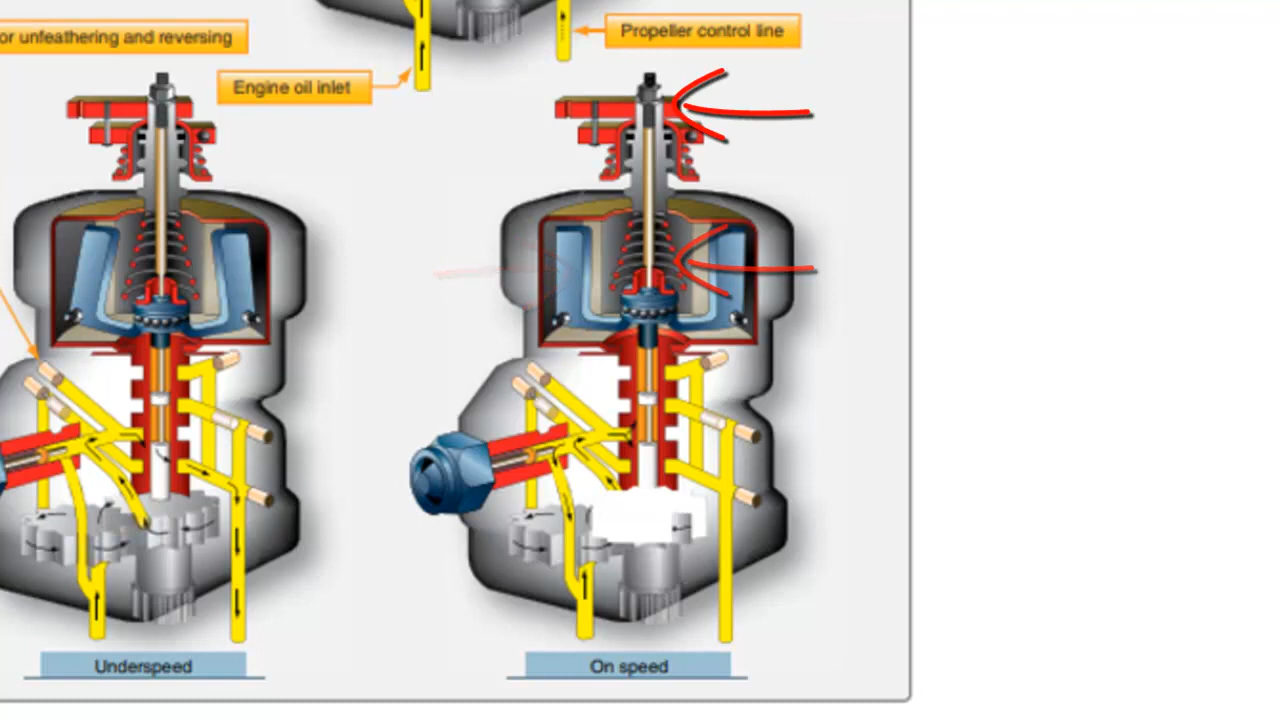 or unfeathering and reversing
Propeller control line
Engine oil inlet
Underspeed
On speed